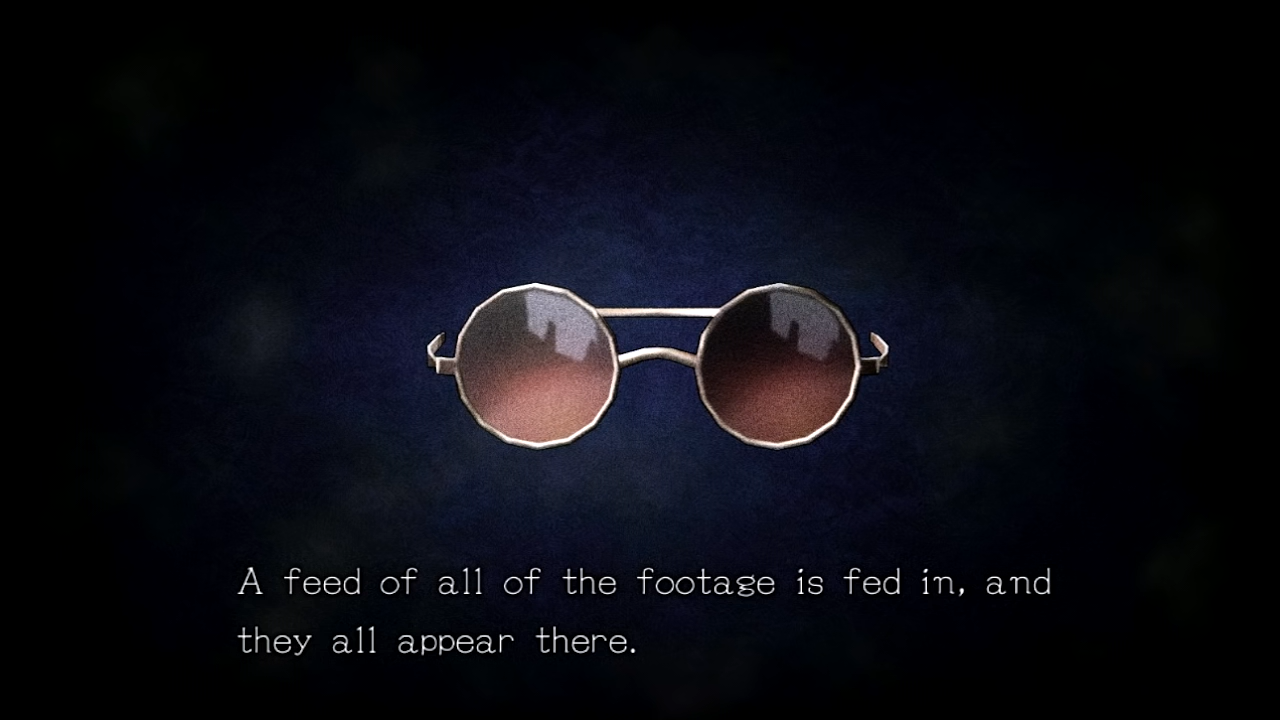 A feed of all of the footage is fed in, and
they all appear there.